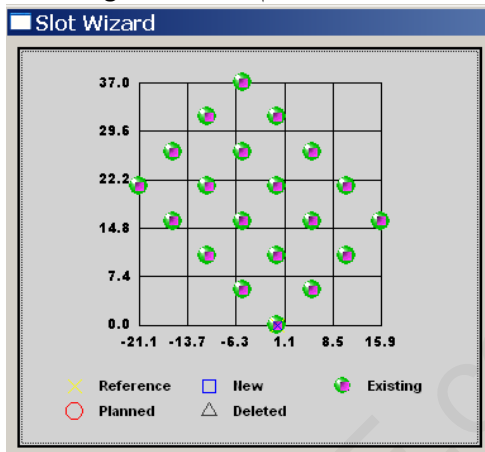 Slot Wizard
37.0
29.6
22.2
14.8
7.4
0.0
-21.1 -13.7 -6.3 1.1 8.5 15.9
Reference New Existing
Planned Deleted